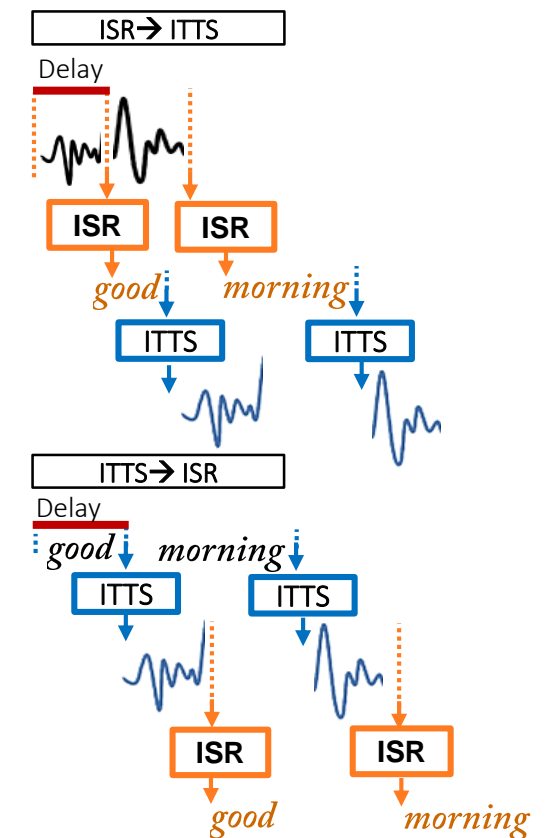 ISR→ ITTS
Delay
ISR ISR
good morning
ITTS ITTS
ITTS→ ISR
Delay
good morning
ITTS ITTS
ISR ISR
good morning